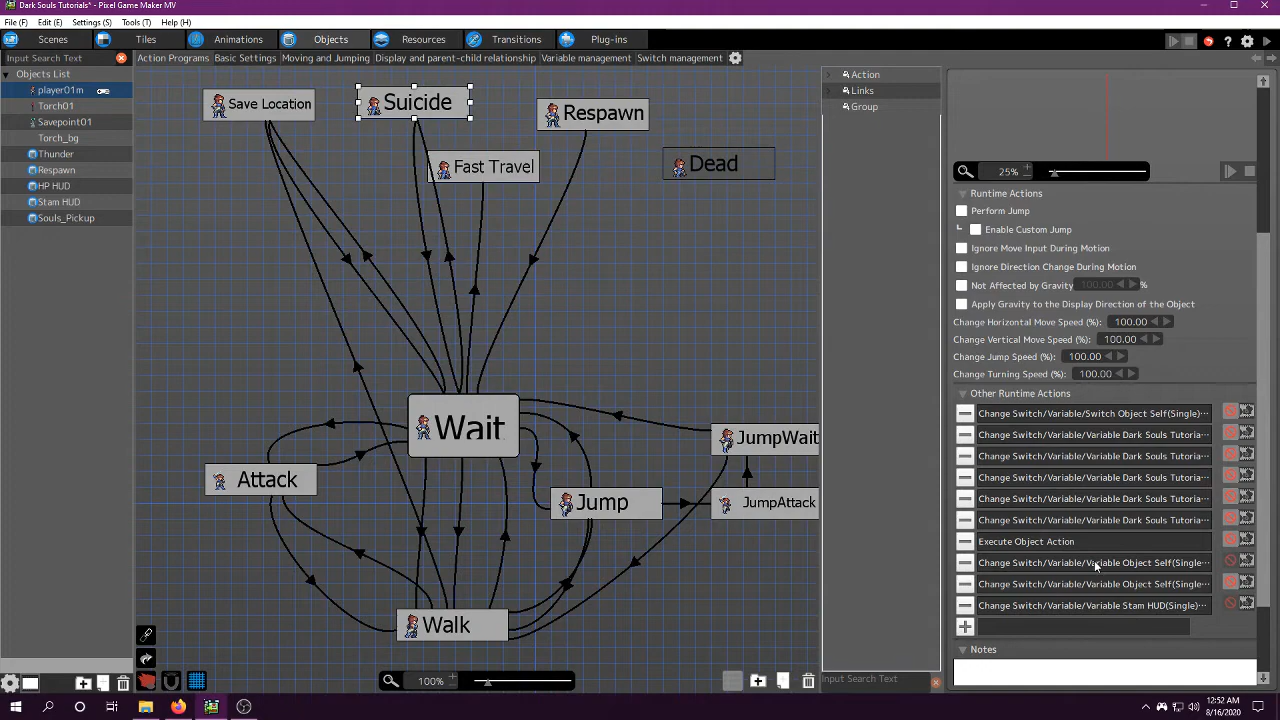 Dark Souls Tutorials* - Pixel Game Maker MV
File (F) Edit (E) Settings (S) Tools (T) Help (H)
Scenes Tiles Animations Objects Resources Transitions Plug-ins
Input Search Text
Action Programs Basic Settings Moving and Jumping Display and parent-child relationship Variable management Switch management
Objects List
player01m
Torch01
Savepoint01
Torch_bg
Thunder
Respawn
HP HUD
Stam HUD
Souls_Pickup
Save Location
Suicide
Respawn
Fast Travel
Dead
Wait
JumpWait
Attack
Jump
JumpAttack
Walk
100%
Action
Links
Group
Input Search Text
25%
Runtime Actions
Perform Jump
Enable Custom Jump
Ignore Move Input During Motion
Ignore Direction Change During Motion
Not Affected by Gravity 100.00 %
Apply Gravity to the Display Direction of the Object
Change Horizontal Move Speed (%): 100.00
Change Vertical Move Speed (%): 100.00
Change Jump Speed (%): 100.00
Change Turning Speed (%): 100.00
Other Runtime Actions
Change Switch/Variable/Switch Object Self(Single)···
Change Switch/Variable/Variable Dark Souls Tutoria···
Change Switch/Variable/Variable Dark Souls Tutoria···
Change Switch/Variable/Variable Dark Souls Tutoria···
Change Switch/Variable/Variable Dark Souls Tutoria···
Change Switch/Variable/Variable Dark Souls Tutoria···
Execute Object Action
Change Switch/Variable/Variable Object Self(Single···
Change Switch/Variable/Variable Object Self(Single···
Change Switch/Variable/Variable Stam HUD(Single)···
Notes
12:52 AM
8/16/2020